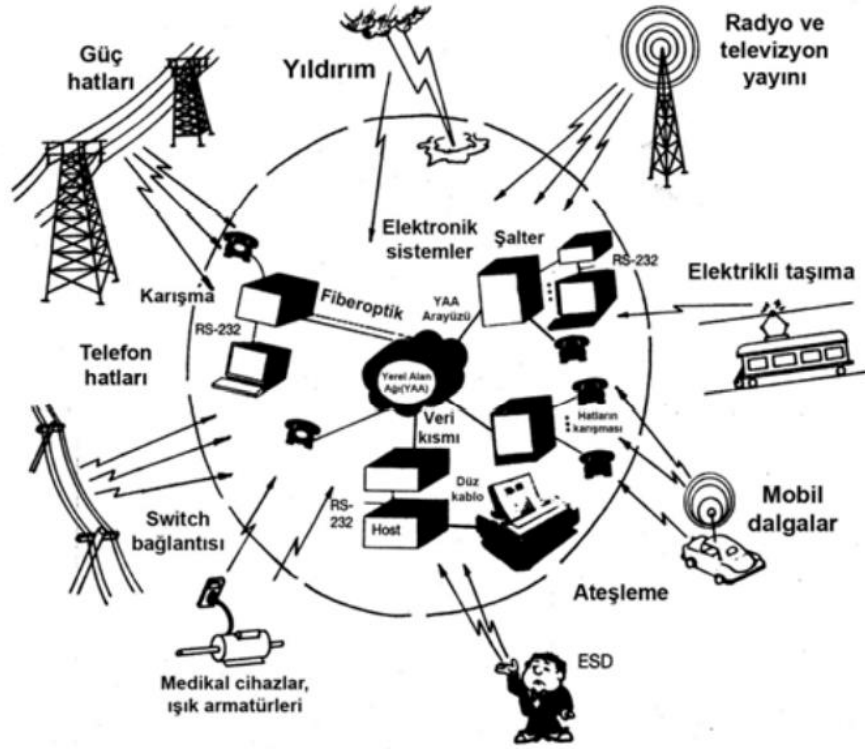 Güç
hatları
Yıldırım
Radyo ve
televizyon
yayını
Elektronik
sistemler
Şalter
RS-232
Karışma
Fiberoptik
YAA
Arayüzü
Elektrikli taşıma
RS-232
Telefon
hatları
Yerel Alan
Ağı(YAA)
Veri
kısmı
Hatların
karışması
Düz
kablo
RS-
232
Host
Switch
bağlantısı
Mobil
dalgalar
Ateşleme
ESD
Medikal cihazlar,
ışık armatürleri